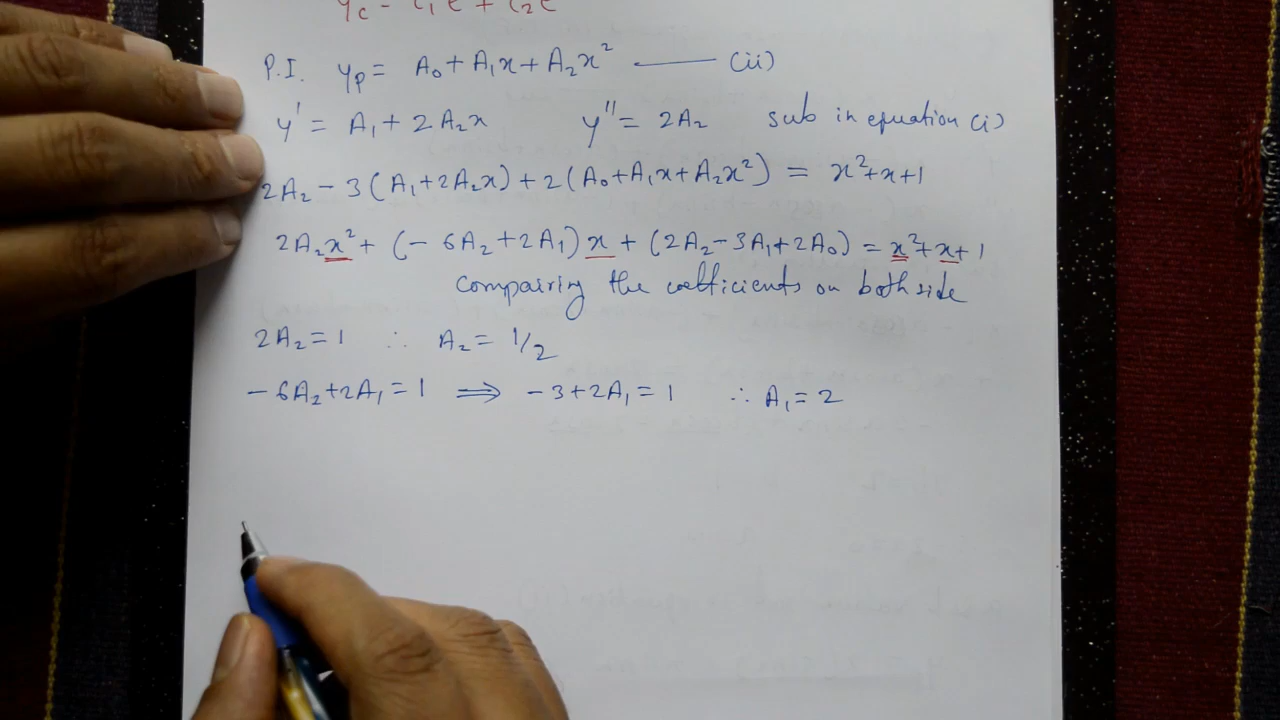 P.I. yp = A₀ + A₁x + A₂x² —— (ii)
y' = A₁ + 2A₂x y'' = 2A₂ sub in equation (i)
2A₂ - 3(A₁+2A₂x) + 2(A₀+A₁x+A₂x²) = x²+x+1
2A₂x² + (-6A₂+2A₁)x + (2A₂-3A₁+2A₀) = x²+x+1
comparing the coefficients on both side
2A₂ = 1 ∴ A₂ = 1/2
-6A₂+2A₁ = 1 ⟹ -3+2A₁ = 1 ∴ A₁ = 2